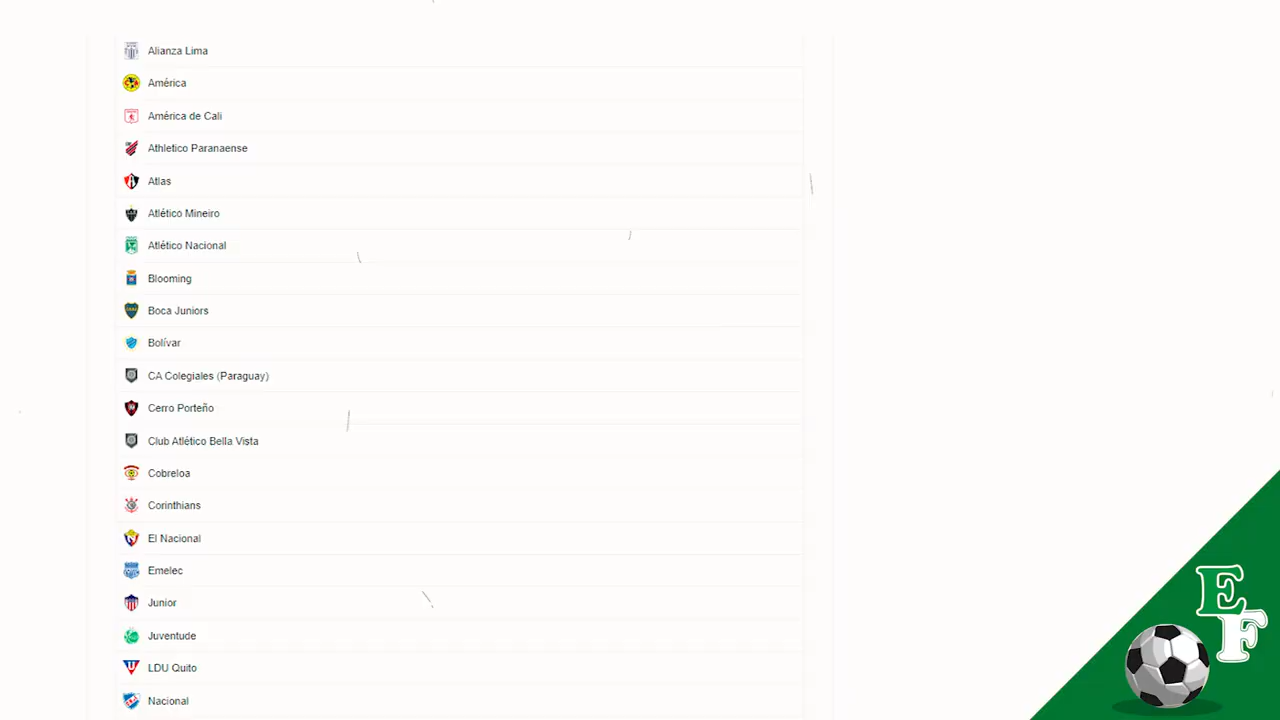 Alianza Lima
América
América de Cali
Athletico Paranaense
Atlas
Atlético Mineiro
Atlético Nacional
Blooming
Boca Juniors
Bolívar
CA Colegiales (Paraguay)
Cerro Porteño
Club Atlético Bella Vista
Cobreloa
Corinthians
El Nacional
Emelec
Junior
Juventude
LDU Quito
Nacional
EF